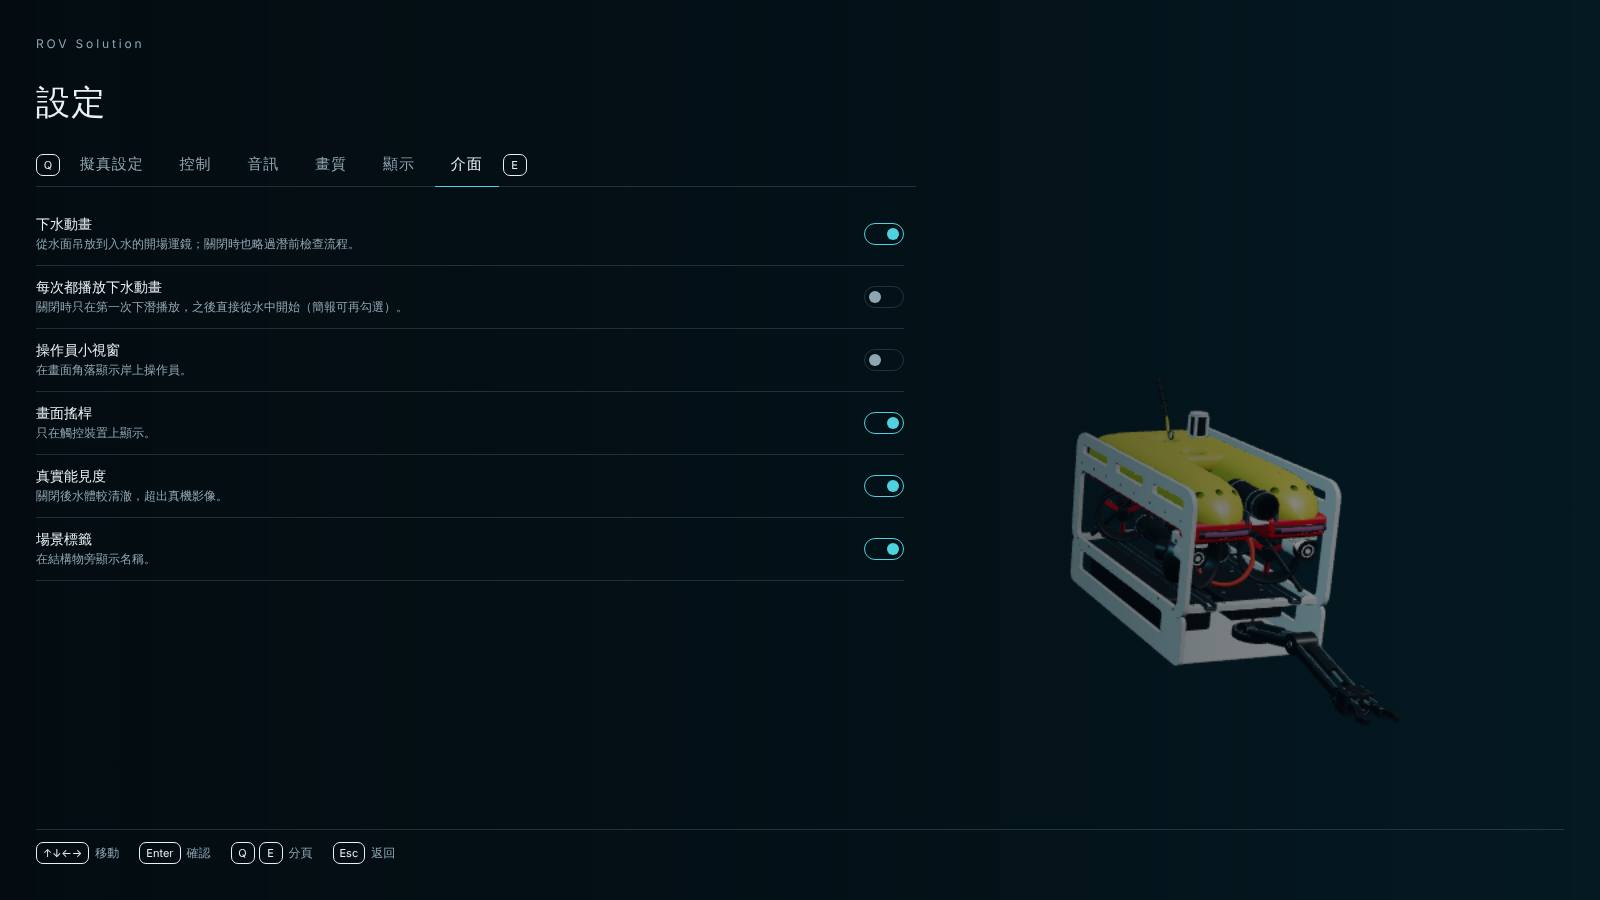 ROV Solution
設定
Q 擬真設定 控制 音訊 畫質 顯示 介面 E
下水動畫
從水面吊放到入水的開場運鏡；關閉時也略過潛前檢查流程。
每次都播放下水動畫
關閉時只在第一次下潛播放，之後直接從水中開始（簡報可再勾選）。
操作員小視窗
在畫面角落顯示岸上操作員。
畫面搖桿
只在觸控裝置上顯示。
真實能見度
關閉後水體較清澈，超出真機影像。
場景標籤
在結構物旁顯示名稱。
↑↓←→ 移動 Enter 確認 Q E 分頁 Esc 返回